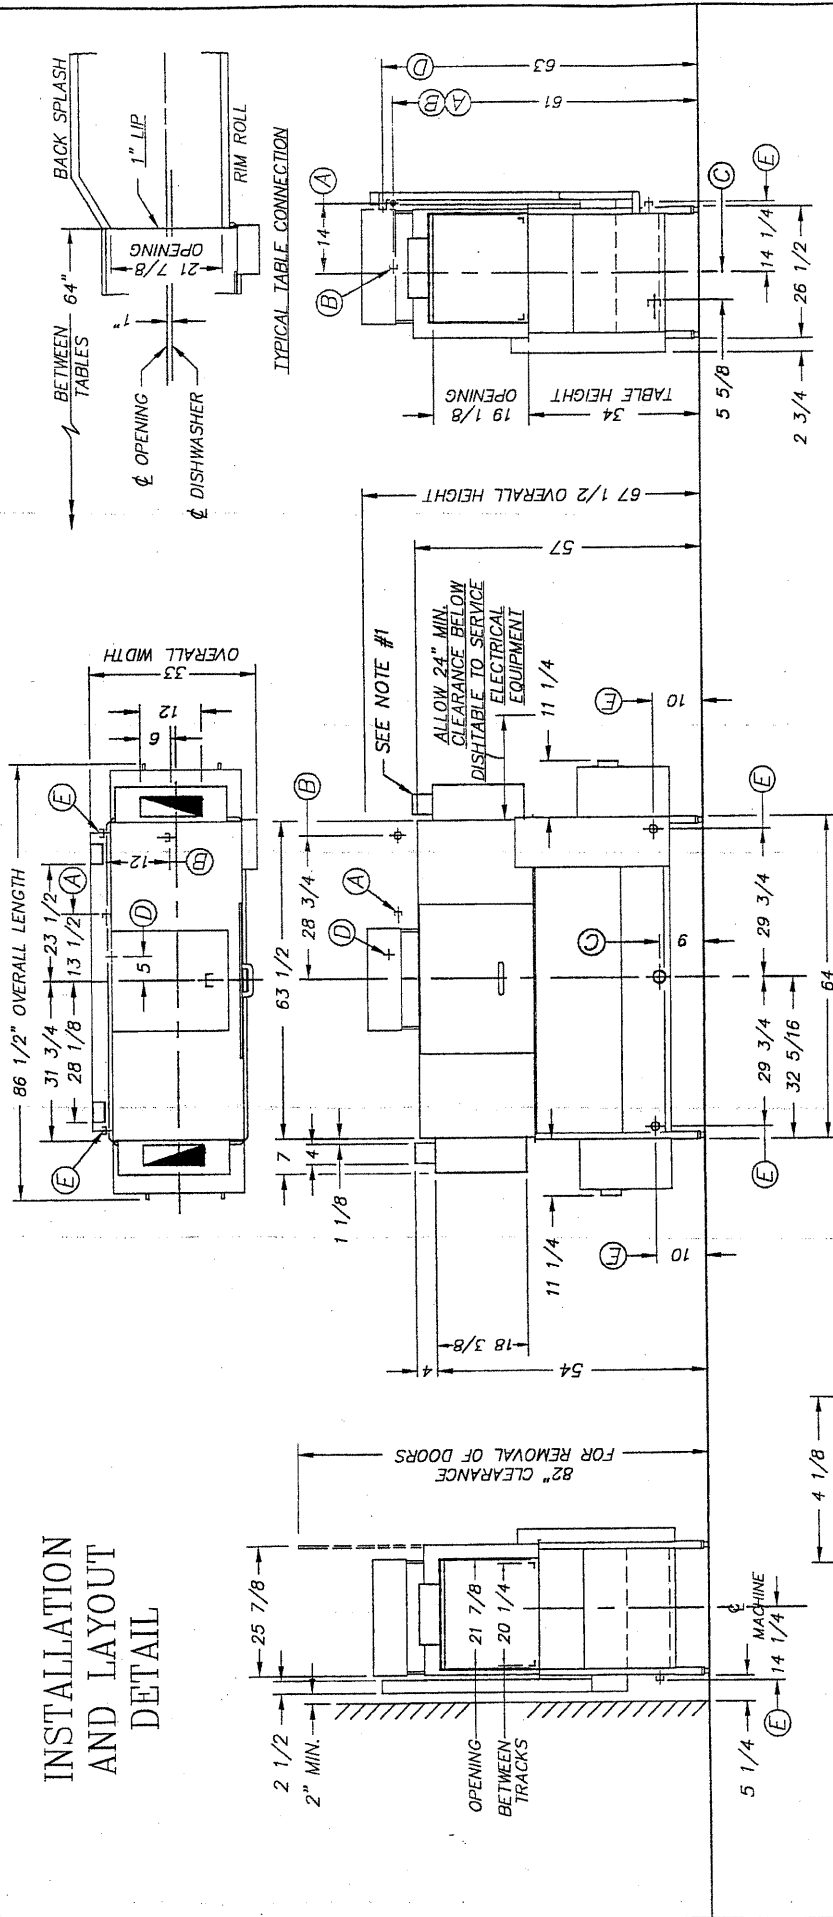 INSTALLATION
AND LAYOUT
DETAIL
86 1/2" OVERALL LENGTH
31 3/4
23 1/2
28 1/8
13 1/2
A
E
E
5
D
12
B
6
12
33
OVERALL WIDTH
BETWEEN 64"
TABLES
BACK SPLASH
1" LIP
21 7/8
OPENING
1"
RIM ROLL
℄ OPENING
℄ DISHWASHER
TYPICAL TABLE CONNECTION
2 1/2
2" MIN.
25 7/8
82" CLEARANCE
FOR REMOVAL OF DOORS
OPENING
21 7/8
BETWEEN
TRACKS
20 1/4
℄
MACHINE
5 1/4
14 1/4
E
4 1/8
63 1/2
28 3/4
B
7
4
1 1/8
D
A
SEE NOTE #1
67 1/2 OVERALL HEIGHT
57
ALLOW 24" MIN.
CLEARANCE BELOW
DISHTABLE TO SERVICE
ELECTRICAL
EQUIPMENT
4
18 3/8
54
11 1/4
11 1/4
E
10
E
10
C
9
E
29 3/4
29 3/4
E
32 5/16
64
14
A
B
A
B
61
D
63
19 1/8
OPENING
34
TABLE HEIGHT
C
E
5 5/8
14 1/4
26 1/2
2 3/4